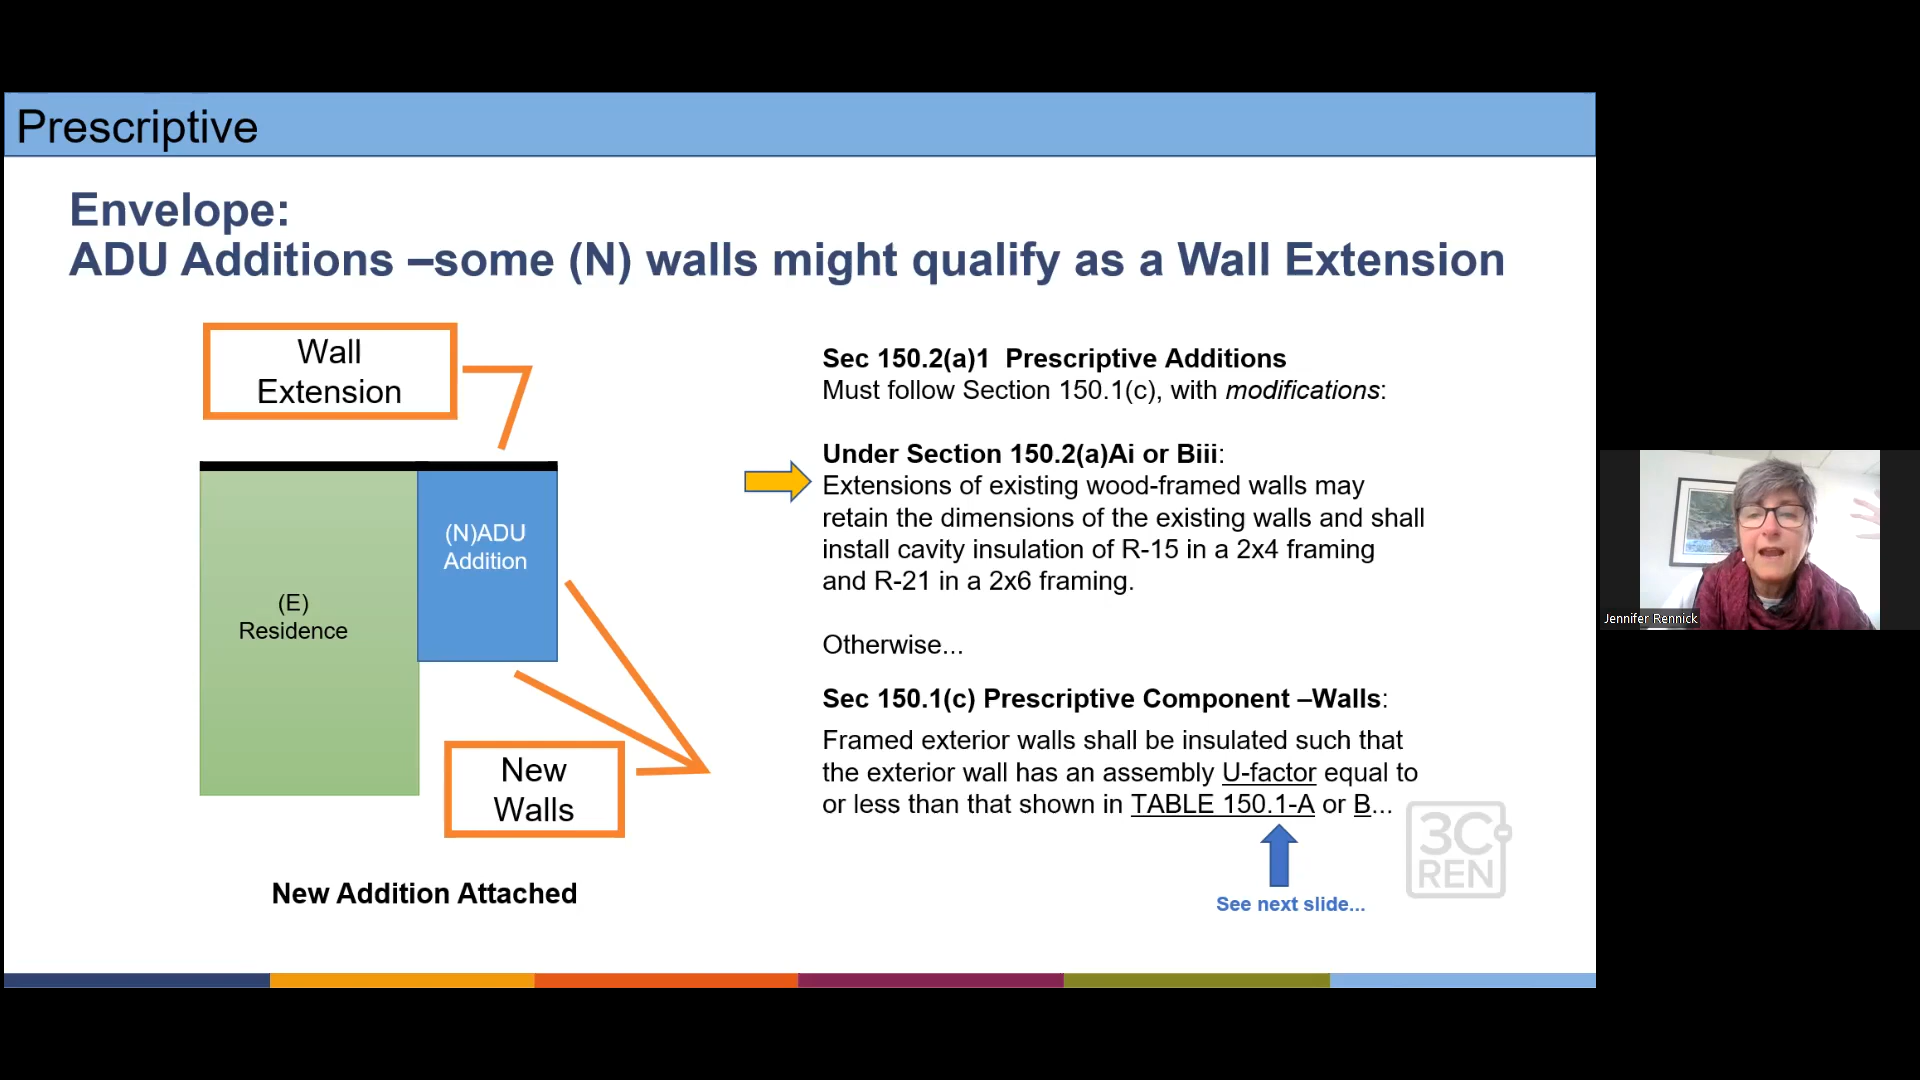 Prescriptive
Envelope:
ADU Additions –some (N) walls might qualify as a Wall Extension
Wall
Extension
(N)ADU
Addition
(E)
Residence
New
Walls
New Addition Attached
Sec 150.2(a)1 Prescriptive Additions
Must follow Section 150.1(c), with modifications:
Under Section 150.2(a)Ai or Biii:
Extensions of existing wood-framed walls may
retain the dimensions of the existing walls and shall
install cavity insulation of R-15 in a 2x4 framing
and R-21 in a 2x6 framing.
Otherwise...
Sec 150.1(c) Prescriptive Component –Walls:
Framed exterior walls shall be insulated such that
the exterior wall has an assembly U-factor equal to
or less than that shown in TABLE 150.1-A or B...
See next slide...
3C-
REN
Jennifer Rennick